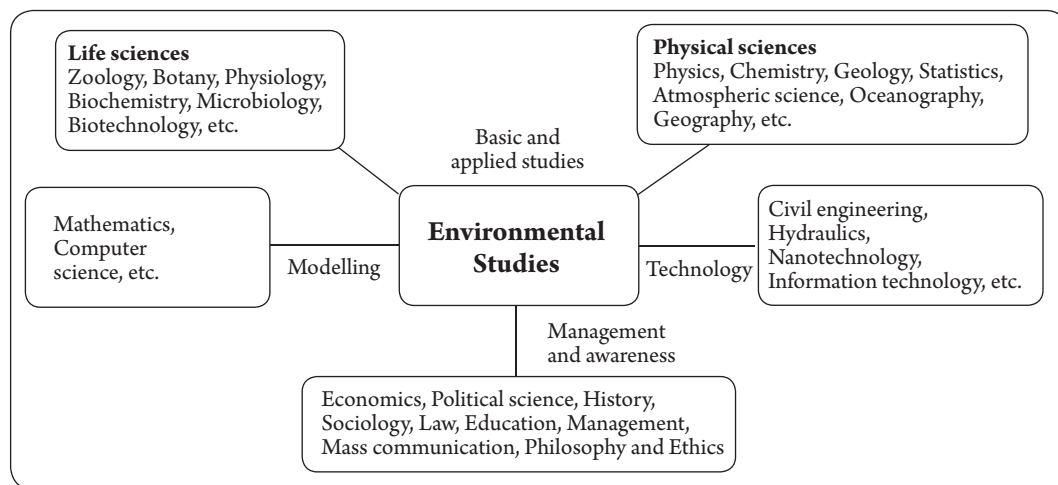 Life sciences
Zoology, Botany, Physiology,
Biochemistry, Microbiology,
Biotechnology, etc.
Physical sciences
Physics, Chemistry, Geology, Statistics,
Atmospheric science, Oceanography,
Geography, etc.
Basic and
applied studies
Mathematics,
Computer
science, etc.
Modelling
Environmental
Studies
Technology
Civil engineering,
Hydraulics,
Nanotechnology,
Information technology, etc.
Management
and awareness
Economics, Political science, History,
Sociology, Law, Education, Management,
Mass communication, Philosophy and Ethics